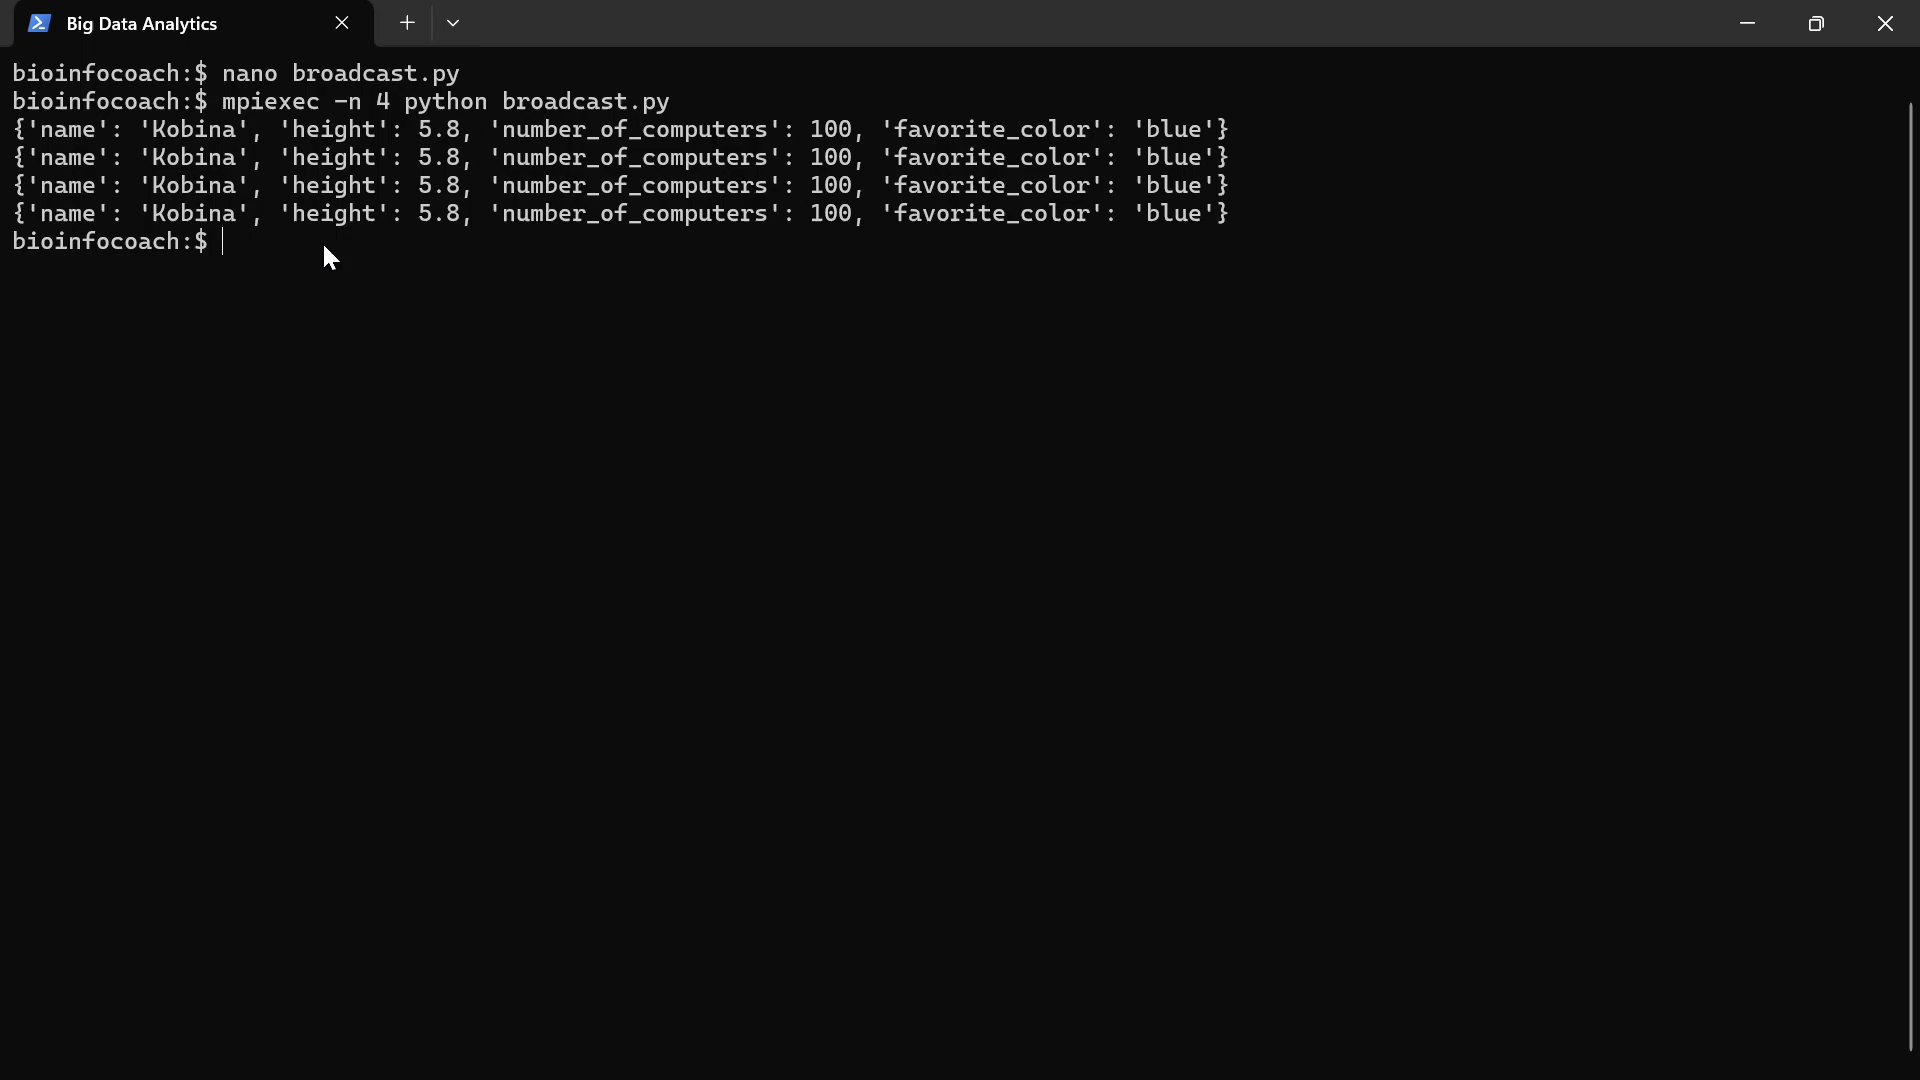 Big Data Analytics
bioinfocoach:$ nano broadcast.py
bioinfocoach:$ mpiexec -n 4 python broadcast.py
{'name': 'Kobina', 'height': 5.8, 'number_of_computers': 100, 'favorite_color': 'blue'}
{'name': 'Kobina', 'height': 5.8, 'number_of_computers': 100, 'favorite_color': 'blue'}
{'name': 'Kobina', 'height': 5.8, 'number_of_computers': 100, 'favorite_color': 'blue'}
{'name': 'Kobina', 'height': 5.8, 'number_of_computers': 100, 'favorite_color': 'blue'}
bioinfocoach:$